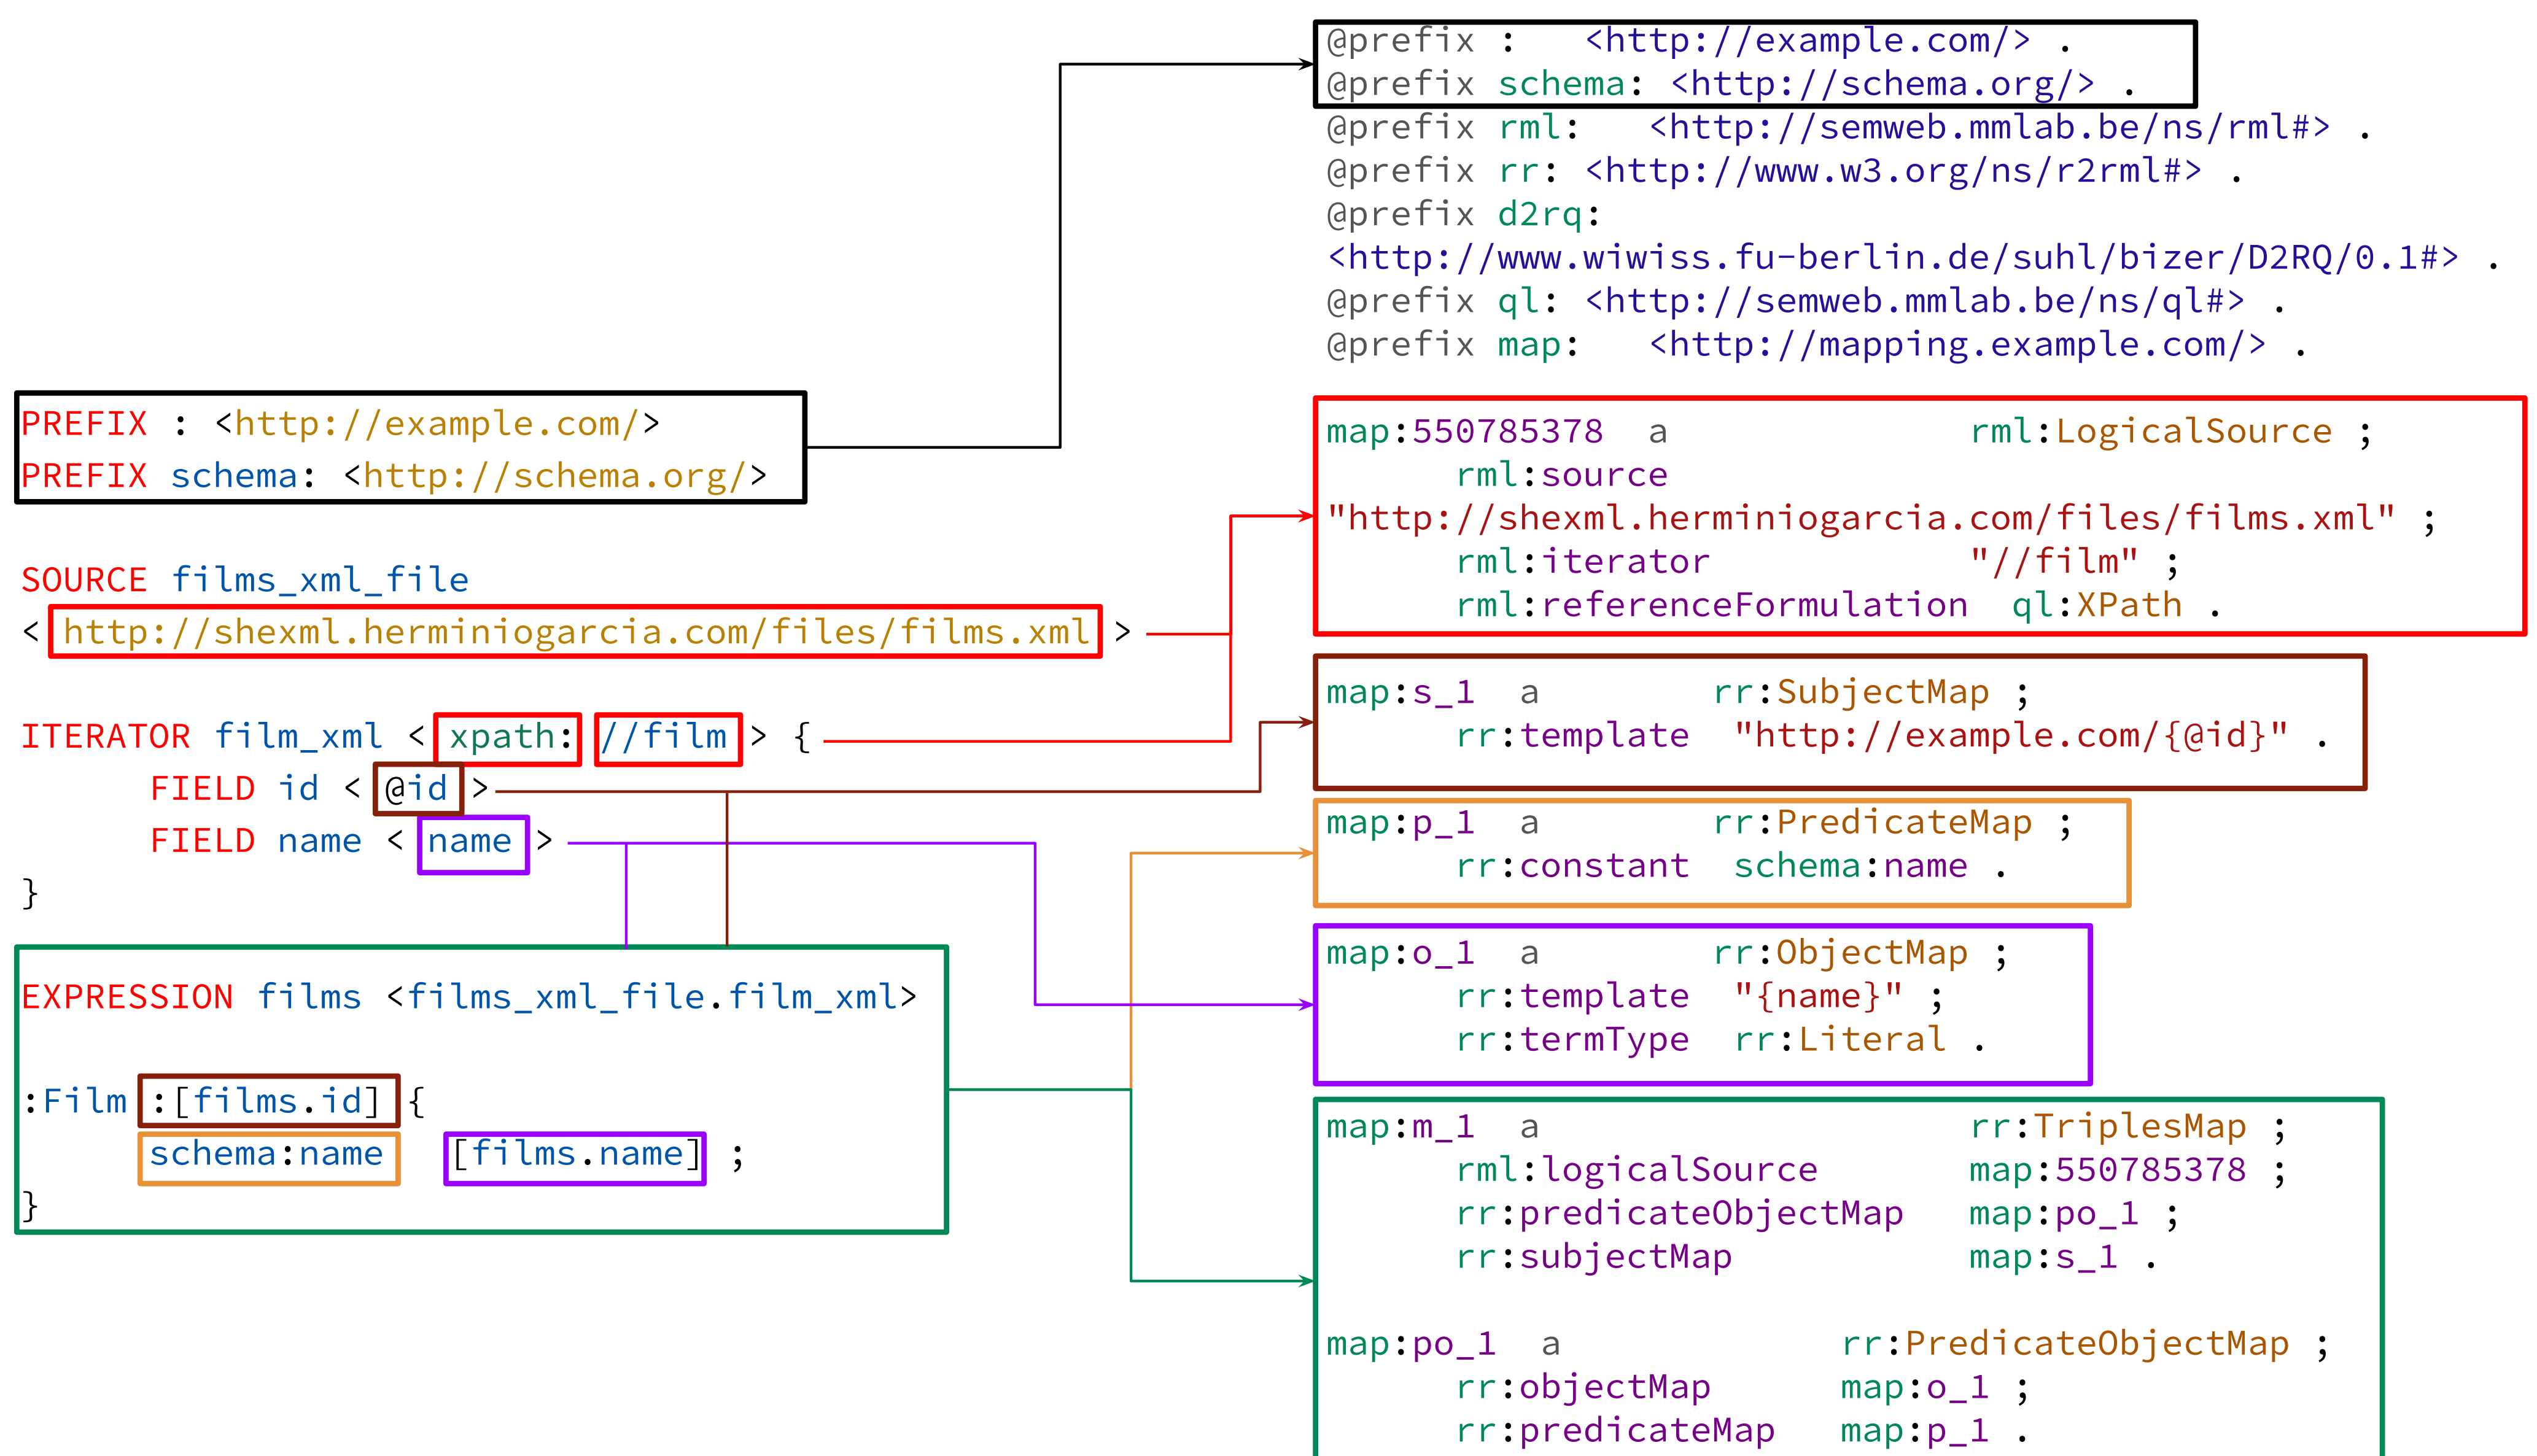 PREFIX : <http://example.com/>
PREFIX schema: <http://schema.org/>
SOURCE films_xml_file
< http://shexml.herminiogarcia.com/files/films.xml >
ITERATOR film_xml < xpath: //film > {
FIELD id < @id >
FIELD name < name >
}
EXPRESSION films <films_xml_file.film_xml>
:Film :[films.id] {
schema:name [films.name] ;
}
@prefix : <http://example.com/> .
@prefix schema: <http://schema.org/> .
@prefix rml: <http://semweb.mmlab.be/ns/rml#> .
@prefix rr: <http://www.w3.org/ns/r2rml#> .
@prefix d2rq:
<http://www.wiwiss.fu-berlin.de/suhl/bizer/D2RQ/0.1#> .
@prefix ql: <http://semweb.mmlab.be/ns/ql#> .
@prefix map: <http://mapping.example.com/> .
map:550785378 a rml:LogicalSource ;
rml:source
"http://shexml.herminiogarcia.com/files/films.xml" ;
rml:iterator "//film" ;
rml:referenceFormulation ql:XPath .
map:s_1 a rr:SubjectMap ;
rr:template "http://example.com/{@id}" .
map:p_1 a rr:PredicateMap ;
rr:constant schema:name .
map:o_1 a rr:ObjectMap ;
rr:template "{name}" ;
rr:termType rr:Literal .
map:m_1 a rr:TriplesMap ;
rml:logicalSource map:550785378 ;
rr:predicateObjectMap map:po_1 ;
rr:subjectMap map:s_1 .
map:po_1 a rr:PredicateObjectMap ;
rr:objectMap map:o_1 ;
rr:predicateMap map:p_1 .